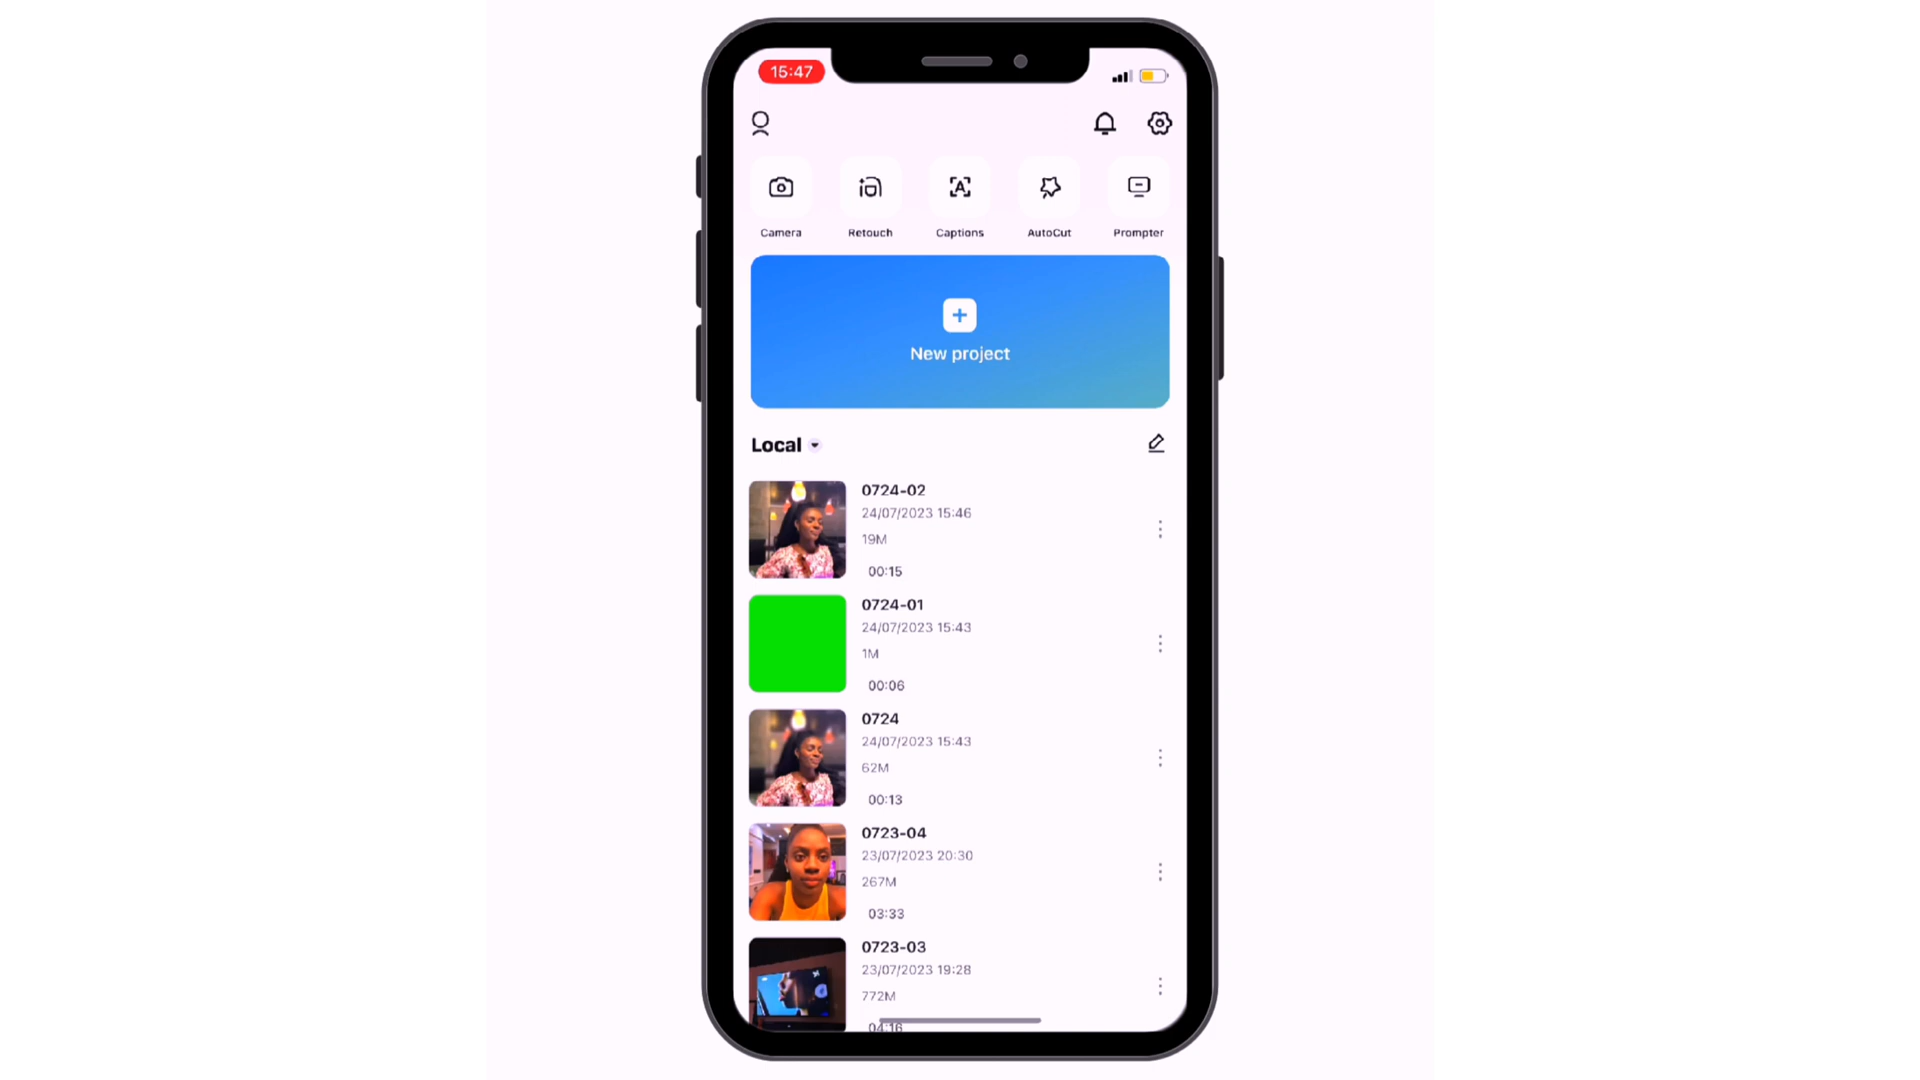 15:47
Camera Retouch Captions AutoCut Prompter
New project
Local
0724-02
24/07/2023 15:46
19M
00:15
0724-01
24/07/2023 15:43
1M
00:06
0724
24/07/2023 15:43
62M
00:13
0723-04
23/07/2023 20:30
267M
03:33
0723-03
23/07/2023 19:28
772M
04:16